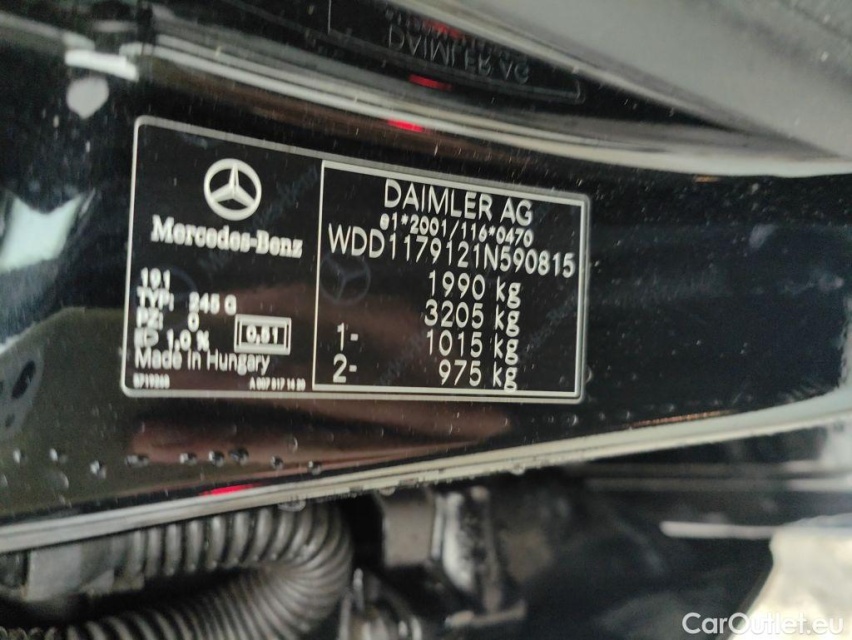 DAIMLER AG
Mercedes-Benz
191
TYP: 245 G
PZ: 0
EP 1,0 % 0,51
Made in Hungary
DAIMLER AG
e1*2001/116*0470
WDD1179121N590815
1990 kg
3205 kg
1- 1015 kg
2- 975 kg
CarOutlet.eu